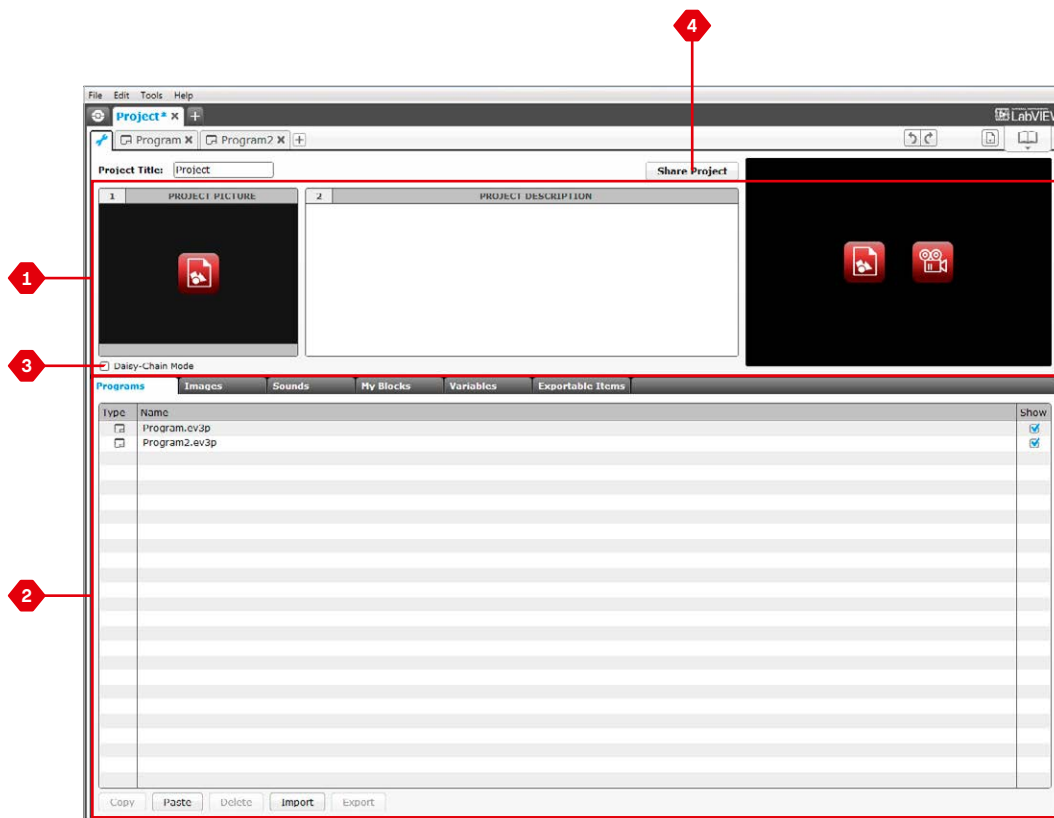 4
File Edit Tools Help
Project* x +
LabVIEW
Program x Program2 x +
Project Title: Project
Share Project
1 PROJECT PICTURE
2 PROJECT DESCRIPTION
1
3
Daisy-Chain Mode
Programs Images Sounds My Blocks Variables Exportable Items
Type Name Show
Program.ev3p
Program2.ev3p
2
Copy Paste Delete Import Export